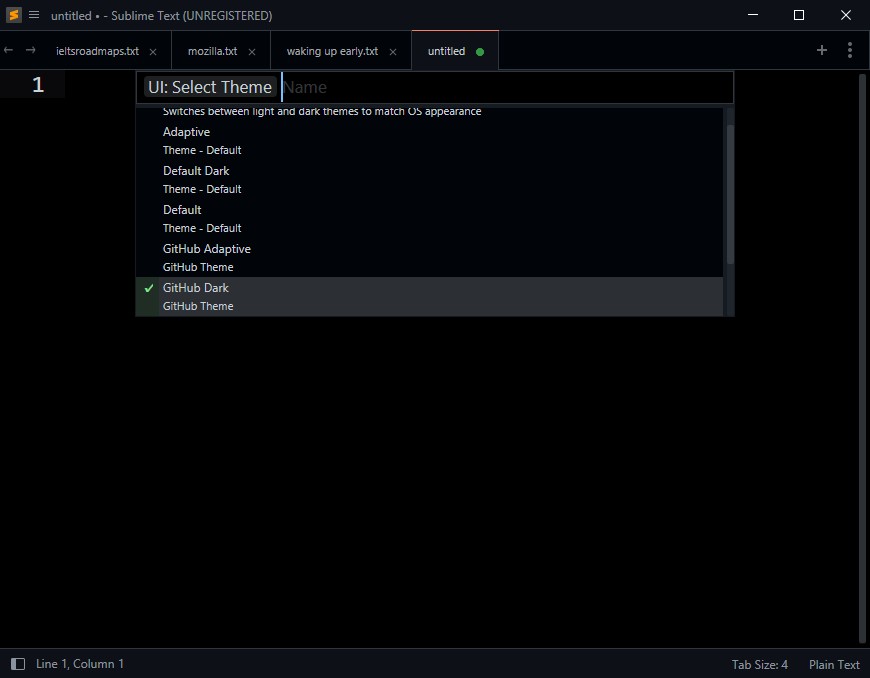 untitled • - Sublime Text (UNREGISTERED)
ieltsroadmaps.txt mozilla.txt waking up early.txt untitled
1
UI: Select Theme Name
Switches between light and dark themes to match OS appearance
Adaptive
Theme - Default
Default Dark
Theme - Default
Default
Theme - Default
GitHub Adaptive
GitHub Theme
GitHub Dark
GitHub Theme
Line 1, Column 1 Tab Size: 4 Plain Text